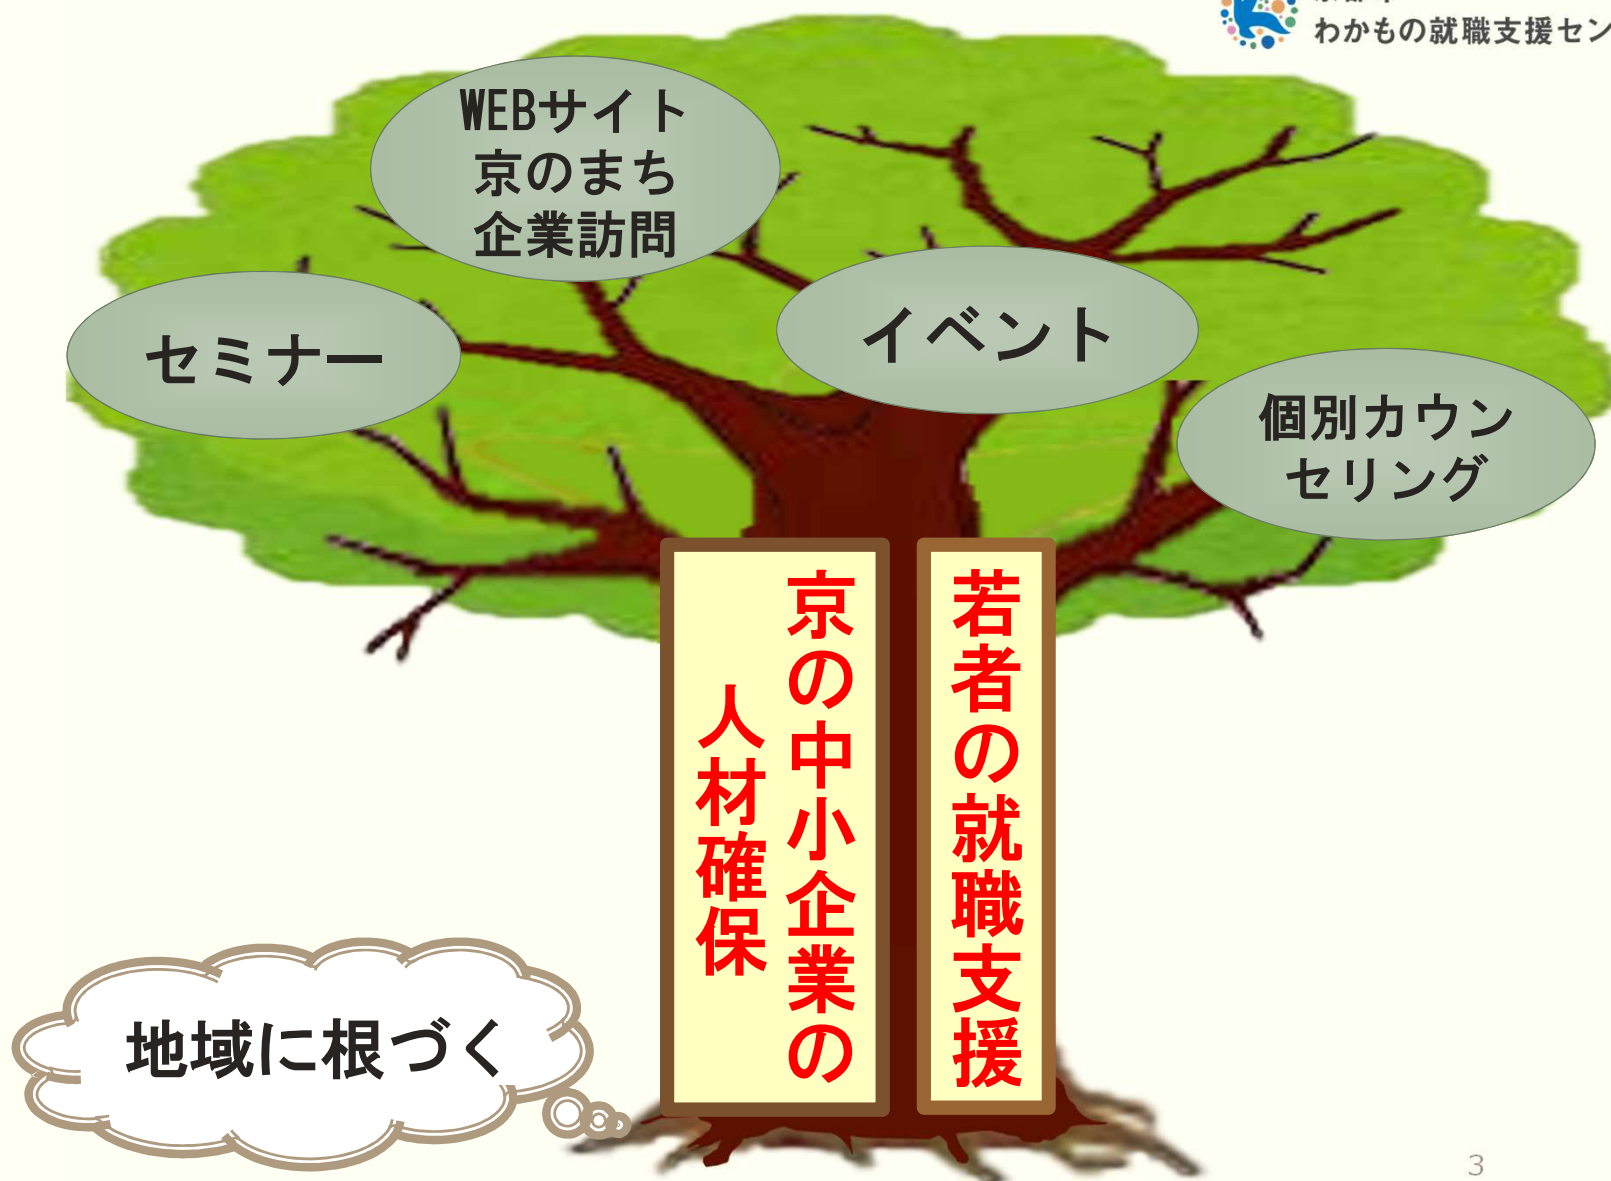 わかもの就職支援セン
WEBサイト
京のまち
企業訪問
セミナー
イベント
個別カウン
セリング
京の中小企業の
人材確保
若者の就職支援
地域に根づく
3